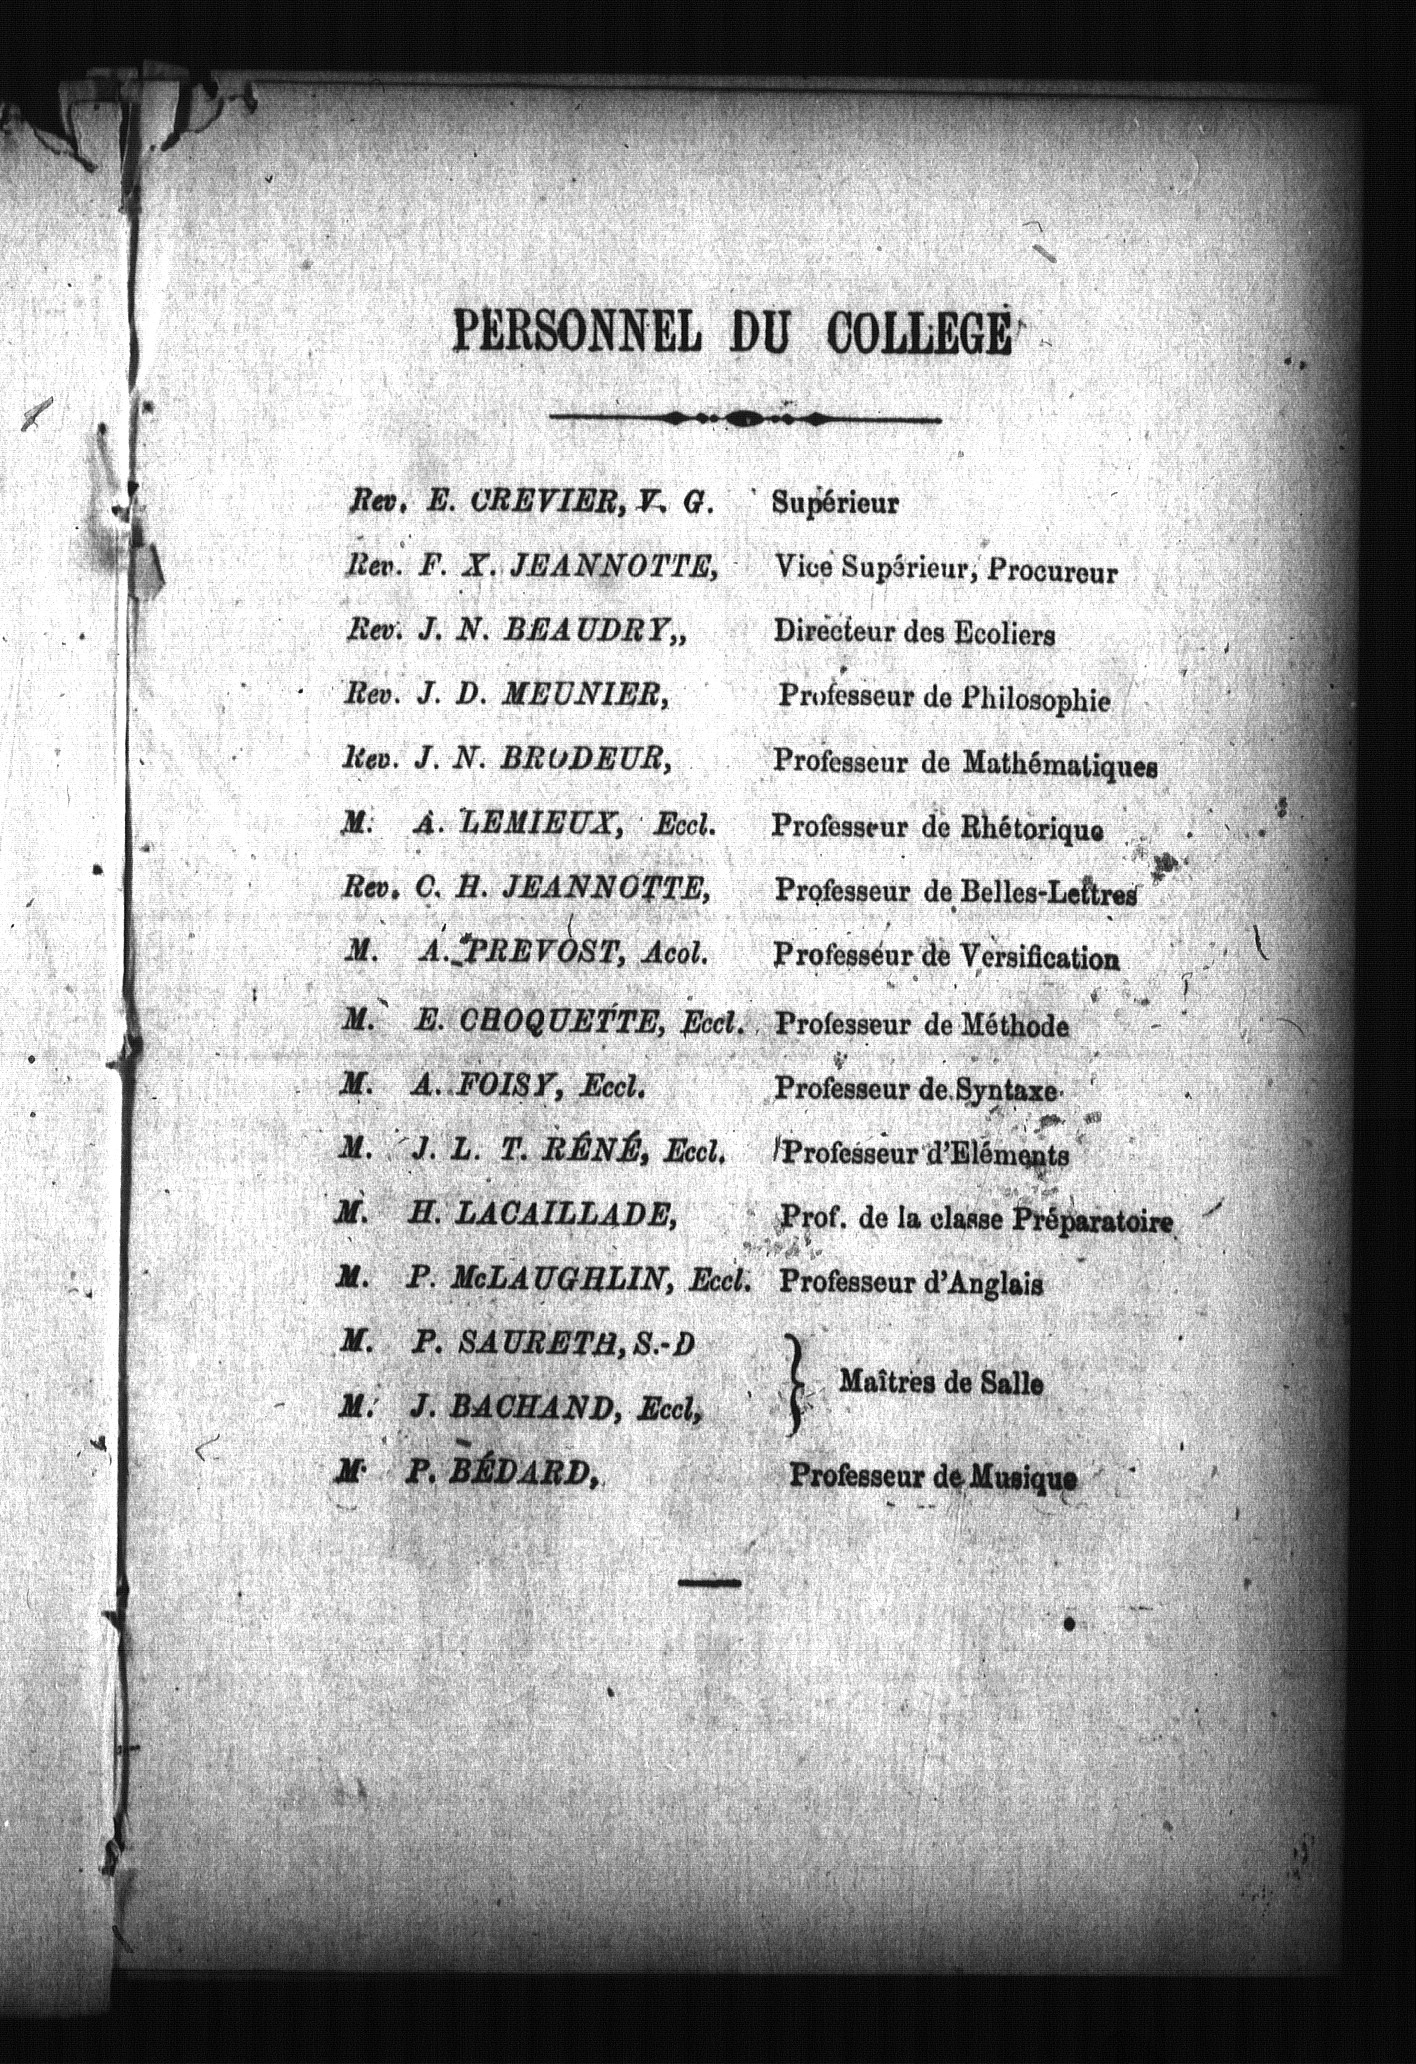 PERSONNEL DU COLLEGE
Rev. E. CREVIER, V. G. Supérieur
Rev. F. X. JEANNOTTE, Vice Supérieur, Procureur
Rev. J. N. BEAUDRY,, Directeur des Ecoliers
Rev. J. D. MEUNIER, Professeur de Philosophie
Rev. J. N. BRODEUR, Professeur de Mathématiques
M. A. LEMIEUX, Eccl. Professeur de Rhétorique
Rev. C. H. JEANNOTTE, Professeur de Belles-Lettres
M. A. PREVOST, Acol. Professeur de Versification
M. E. CHOQUETTE, Eccl. Professeur de Méthode
M. A. FOISY, Eccl. Professeur de Syntaxe
M. J. L. T. RÉNÉ, Eccl. Professeur d'Eléments
M. H. LACAILLADE, Prof. de la classe Préparatoire
M. P. McLAUGHLIN, Eccl. Professeur d'Anglais
M. P. SAURETH, S.-D
Maîtres de Salle
M. J. BACHAND, Eccl,
M. P. BÉDARD, Professeur de Musique